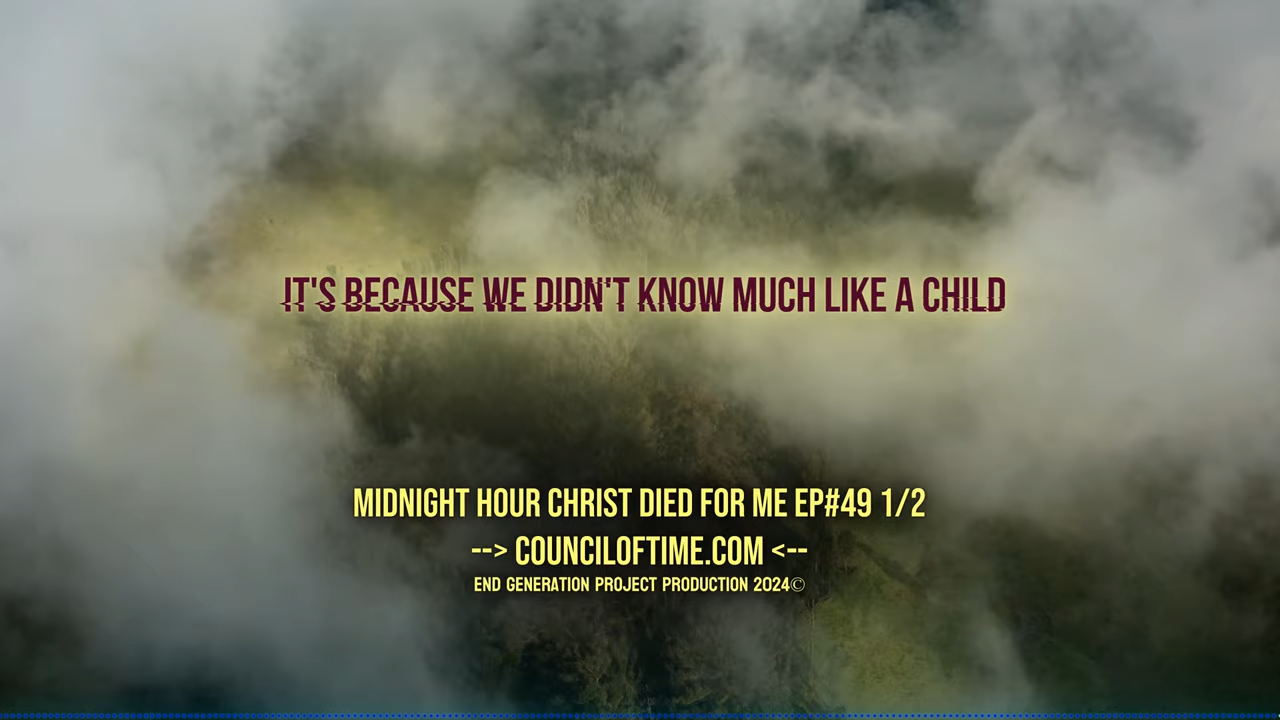 IT'S BECAUSE WE DIDN'T KNOW MUCH LIKE A CHILD
MIDNIGHT HOUR CHRIST DIED FOR ME EP#49 1/2
--> COUNCILOFTIME.COM <--
END GENERATION PROJECT PRODUCTION 2024©